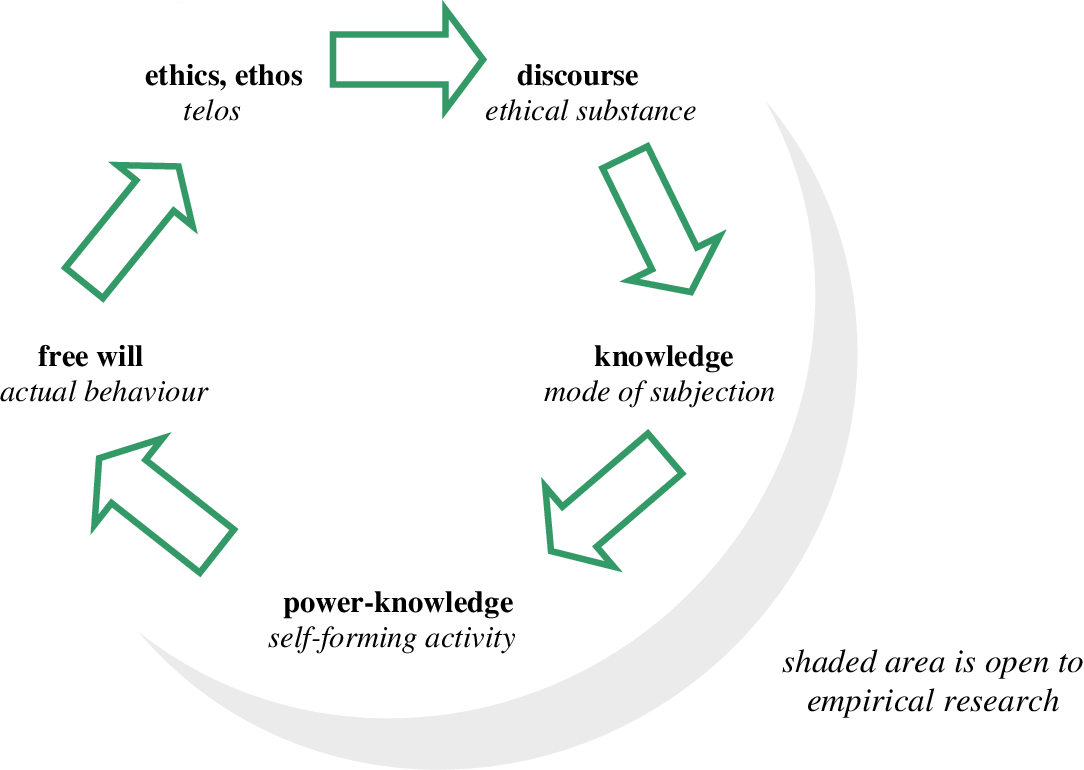 ethics, ethos
telos
discourse
ethical substance
knowledge
mode of subjection
power-knowledge
self-forming activity
free will
actual behaviour
shaded area is open to
empirical research